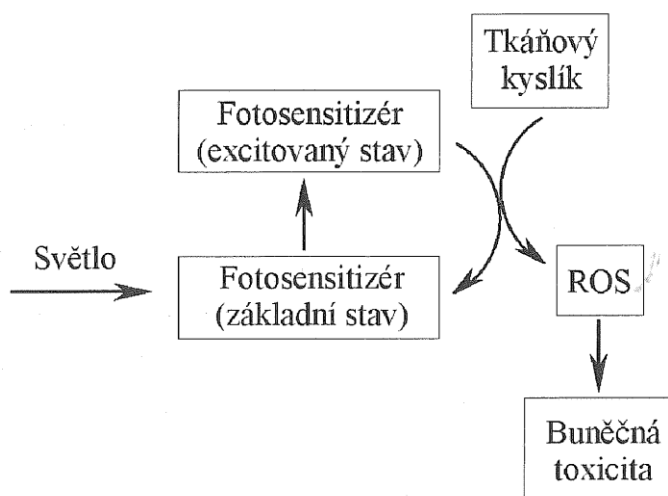 Tkáňový
kyslík
Fotosensitizér
(excitovaný stav)
Světlo
Fotosensitizér
(základní stav)
ROS
Buněčná
toxicita